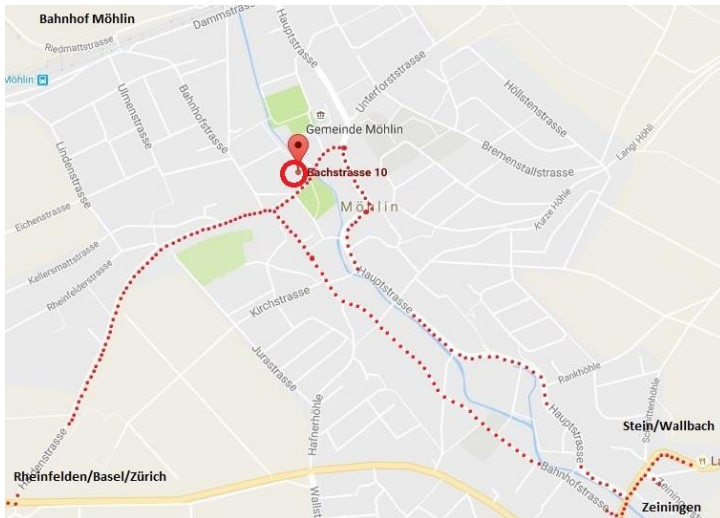 Bahnhof Möhlin
Dammstrasse
Riedmattstrasse
Möhlin
Hauptstrasse
Ulmenstrasse
Bahnhofstrasse
Unterforststrasse
Höllstenstrasse
Gemeinde Möhlin
Langi Höhli
Lindenstrasse
Bremenstallstrasse
Bachstrasse 10
Möhlin
Kurze Höhle
Eichenstrasse
Kellersmattstrasse
Rheinfelderstrasse
Hauptstrasse
Kirchstrasse
Jurastrasse
Rankhöhle
Hauptstrasse
Hafnerhöhle
Stein/Wallbach
Rheinfelden/Basel/Zürich
Bahnhofstrasse
Zeiningen